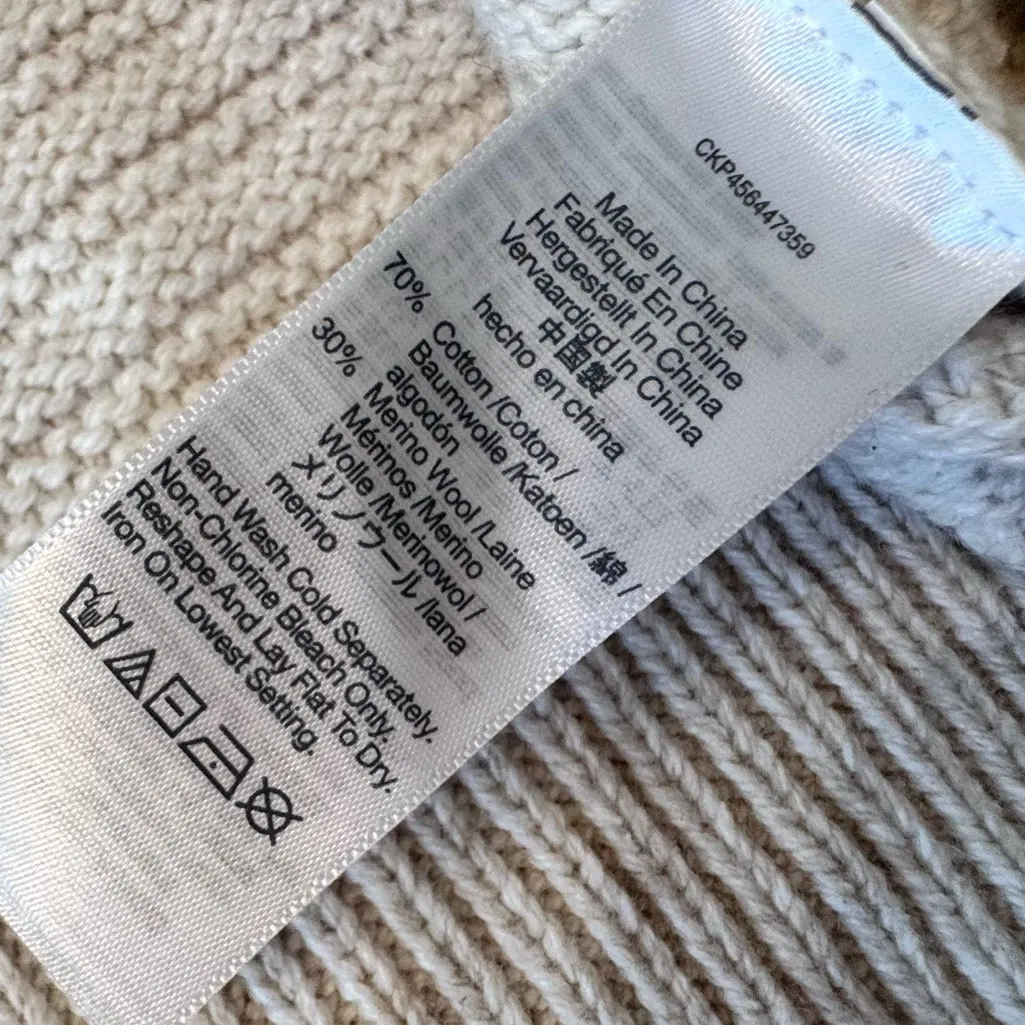 CKP456447359
Made In China
Fabriqué En Chine
Hergestellt In China
Vervaardigd In China
中国製
hecho en china
70% Cotton /Coton /
Baumwolle /Katoen /綿 /
algodón
30% Merino Wool /Laine
Mérinos /Merino
Wolle /Merinowol /
メリノウール /lana
merino
Hand Wash Cold Separately.
Non-Chlorine Bleach Only.
Reshape And Lay Flat To Dry.
Iron On Lowest Setting.